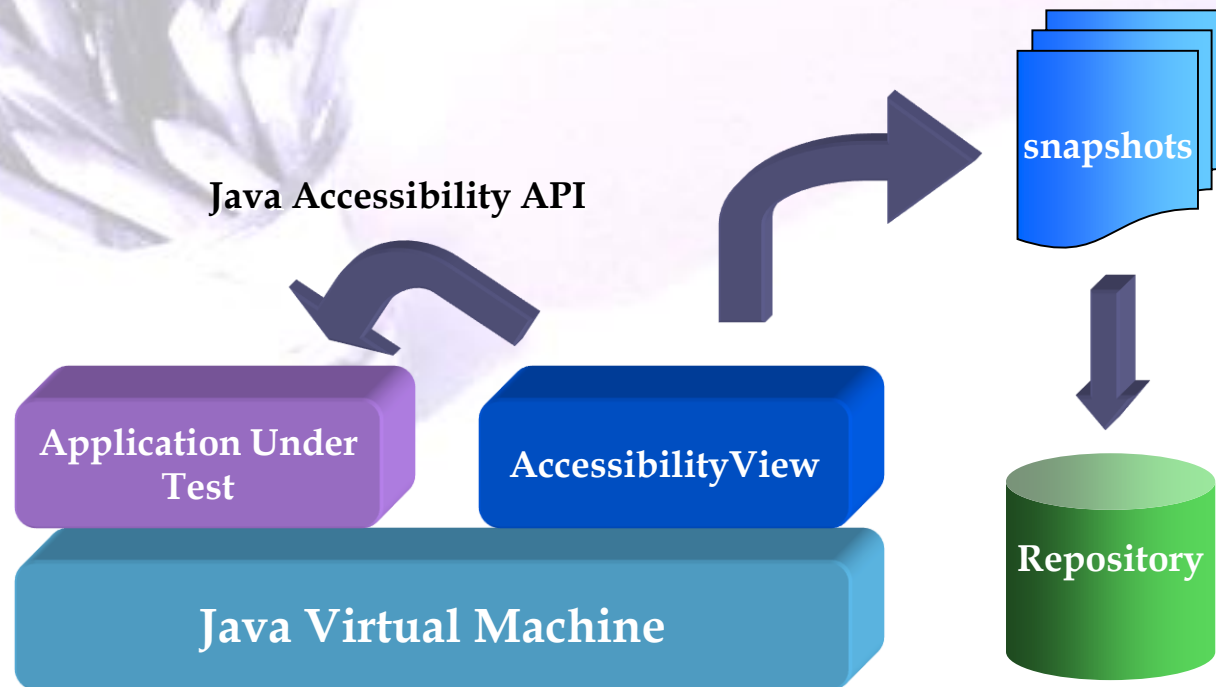 snapshots
Java Accessibility API
Application Under
Test
AccessibilityView
Repository
Java Virtual Machine